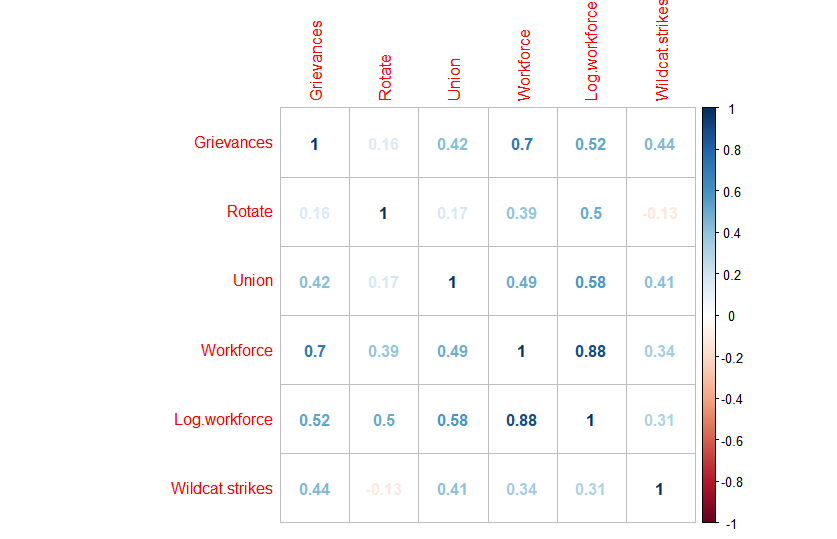 Grievances Rotate Union Workforce Log.workforce Wildcat.strikes
Grievances 1 0.16 0.42 0.7 0.52 0.44
Rotate 0.16 1 0.17 0.39 0.5 -0.13
Union 0.42 0.17 1 0.49 0.58 0.41
Workforce 0.7 0.39 0.49 1 0.88 0.34
Log.workforce 0.52 0.5 0.58 0.88 1 0.31
Wildcat.strikes 0.44 -0.13 0.41 0.34 0.31 1
1
0.8
0.6
0.4
0.2
0
-0.2
-0.4
-0.6
-0.8
-1